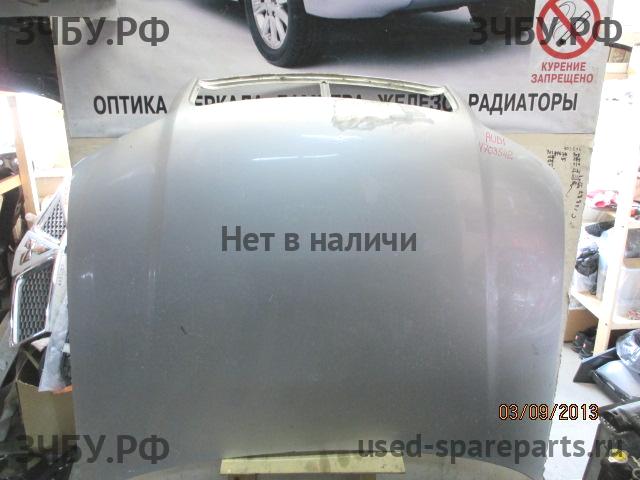 ЗЧБУ.РФ
ЗЧБУ.РФ
КУРЕНИЕ
ЗАПРЕЩЕНО
ОПТИКА ЖЕЛЕЗО РАДИАТОРЫ
AUDI
Нет в наличи
03/09/2013
ЗЧБУ.РФ
used-spareparts.ru